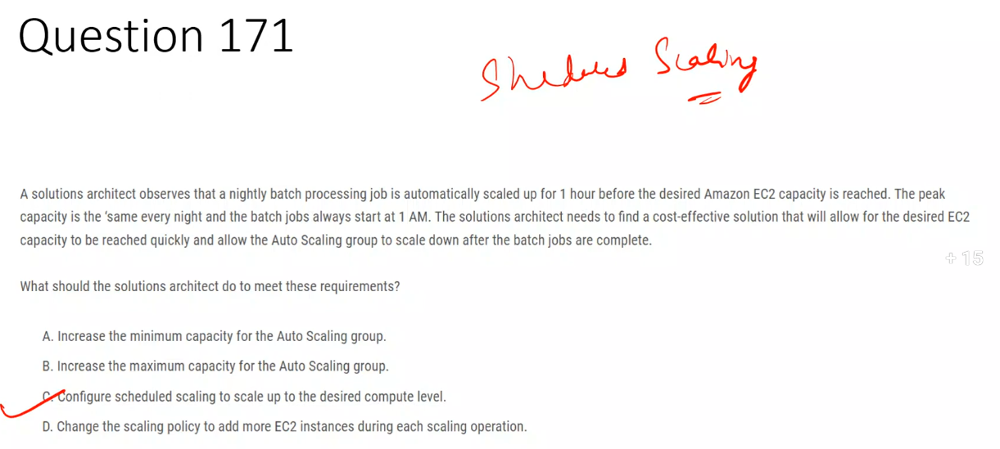 Question 171
Sheduled Scaling
A solutions architect observes that a nightly batch processing job is automatically scaled up for 1 hour before the desired Amazon EC2 capacity is reached. The peak
capacity is the ‘same every night and the batch jobs always start at 1 AM. The solutions architect needs to find a cost-effective solution that will allow for the desired EC2
capacity to be reached quickly and allow the Auto Scaling group to scale down after the batch jobs are complete.
+ 15
What should the solutions architect do to meet these requirements?
A. Increase the minimum capacity for the Auto Scaling group.
B. Increase the maximum capacity for the Auto Scaling group.
C. Configure scheduled scaling to scale up to the desired compute level.
D. Change the scaling policy to add more EC2 instances during each scaling operation.